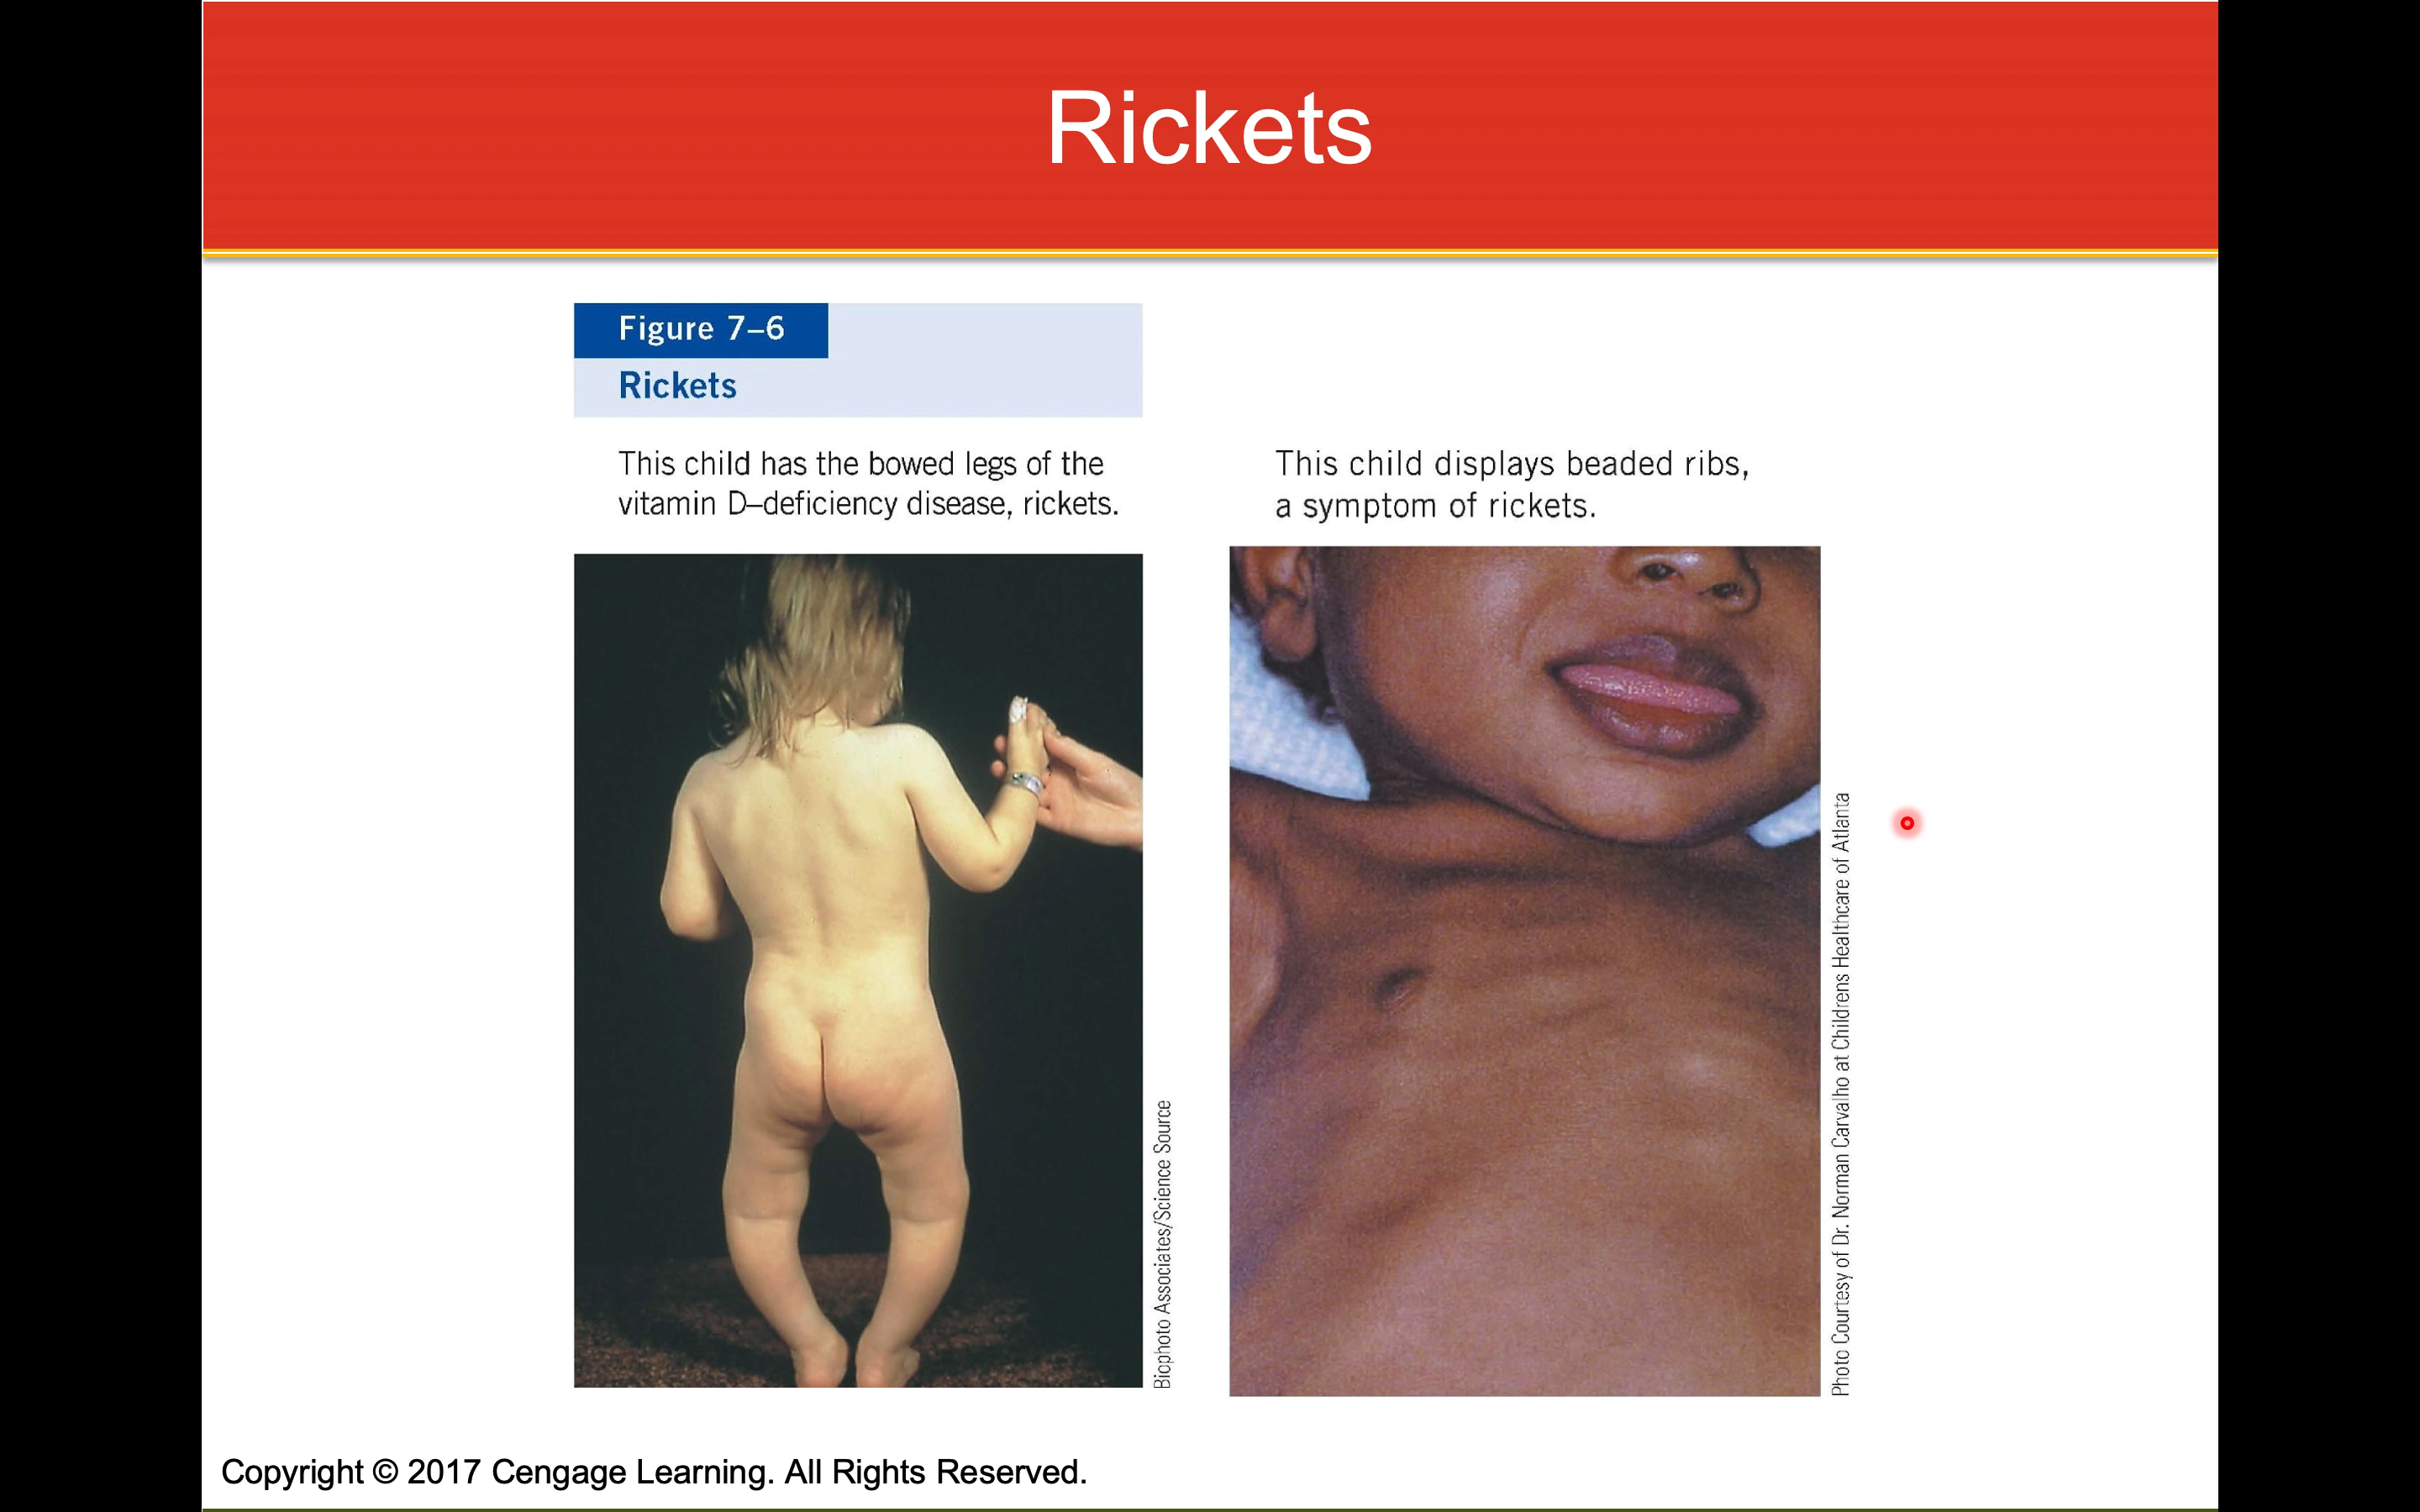 Rickets
Figure 7–6
Rickets
This child has the bowed legs of the
vitamin D–deficiency disease, rickets.
Biophoto Associates/Science Source
This child displays beaded ribs,
a symptom of rickets.
Photo Courtesy of Dr. Norman Carvalho at Childrens Healthcare of Atlanta
Copyright © 2017 Cengage Learning. All Rights Reserved.